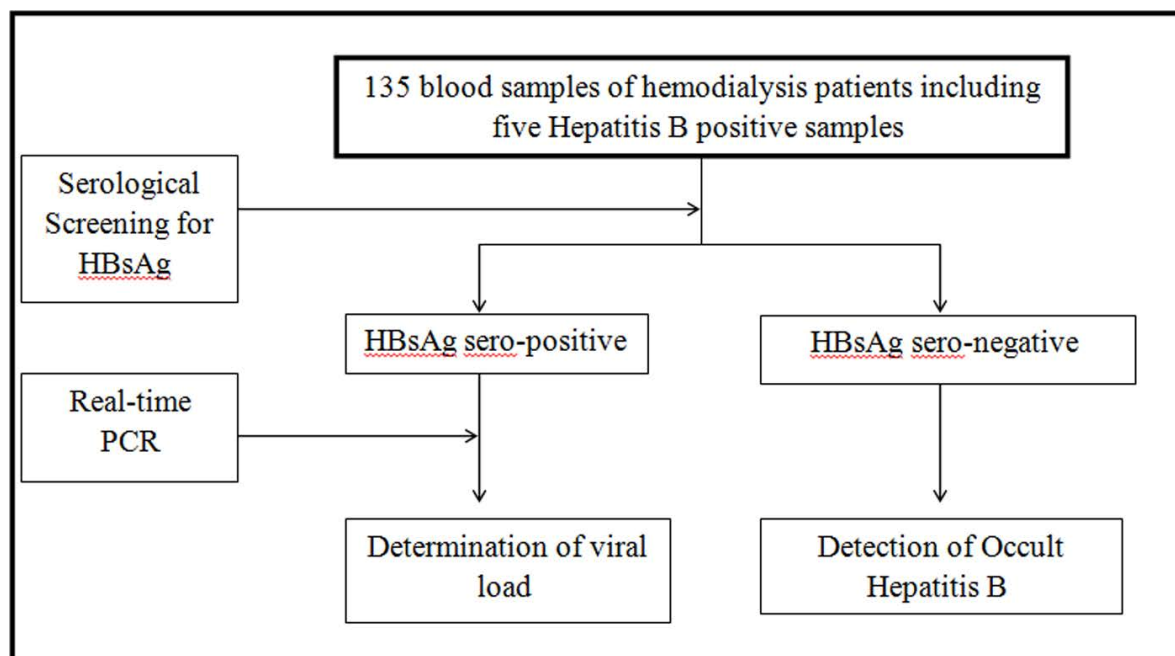 135 blood samples of hemodialysis patients including
five Hepatitis B positive samples
Serological
Screening for
HBsAg
HBsAg sero-positive
HBsAg sero-negative
Real-time
PCR
Determination of viral
load
Detection of Occult
Hepatitis B